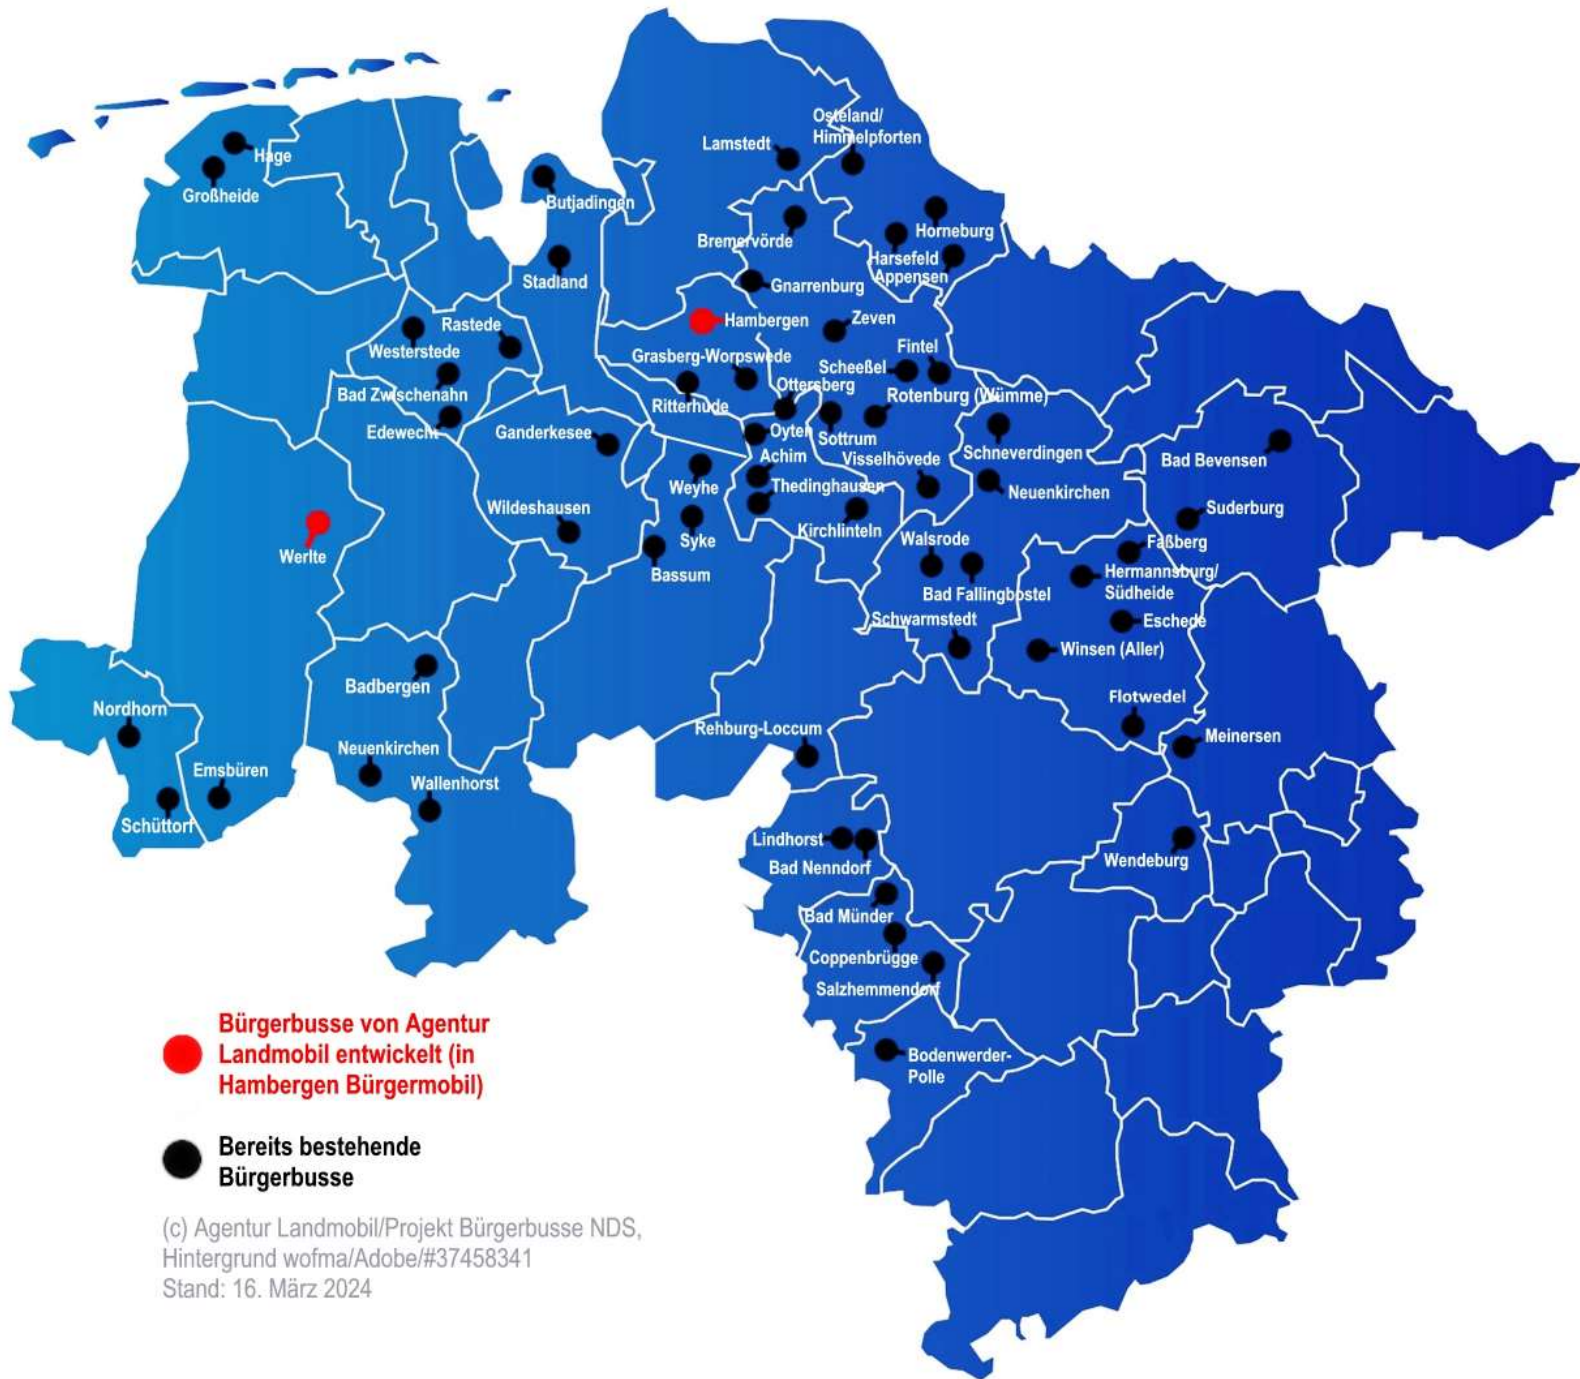 Osteland/
Himmelpforten
Lamstedt
Hage
Großheide
Butjadingen
Horneburg
Bremervörde
Harsefeld
Appensen
Stadland
Gnarrenburg
Hambergen
Zeven
Rastede
Westerstede
Fintel
Grasberg-Worpswede
Scheeßel
Ottersberg
Bad Zwischenahn
Rotenburg (Wümme)
Ritterhude
Edewecht
Ganderkesee
Oyten
Sottrum
Schneverdingen
Achim
Visselhövede
Bad Bevensen
Weyhe
Thedinghausen
Neuenkirchen
Wildeshausen
Suderburg
Kirchlinteln
Syke
Walsrode
Faßberg
Werlte
Bassum
Hermannsburg/
Südheide
Bad Fallingbostel
Schwarmstedt
Eschede
Winsen (Aller)
Badbergen
Flotwedel
Nordhorn
Rehburg-Loccum
Meinersen
Neuenkirchen
Emsbüren
Wallenhorst
Schüttorf
Lindhorst
Bad Nenndorf
Wendeburg
Bad Münder
Coppenbrügge
Salzhemmendorf
Bodenwerder-
Polle
Bürgerbusse von Agentur
Landmobil entwickelt (in
Hambergen Bürgermobil)
Bereits bestehende
Bürgerbusse
(c) Agentur Landmobil/Projekt Bürgerbusse NDS,
Hintergrund wofma/Adobe/#37458341
Stand: 16. März 2024